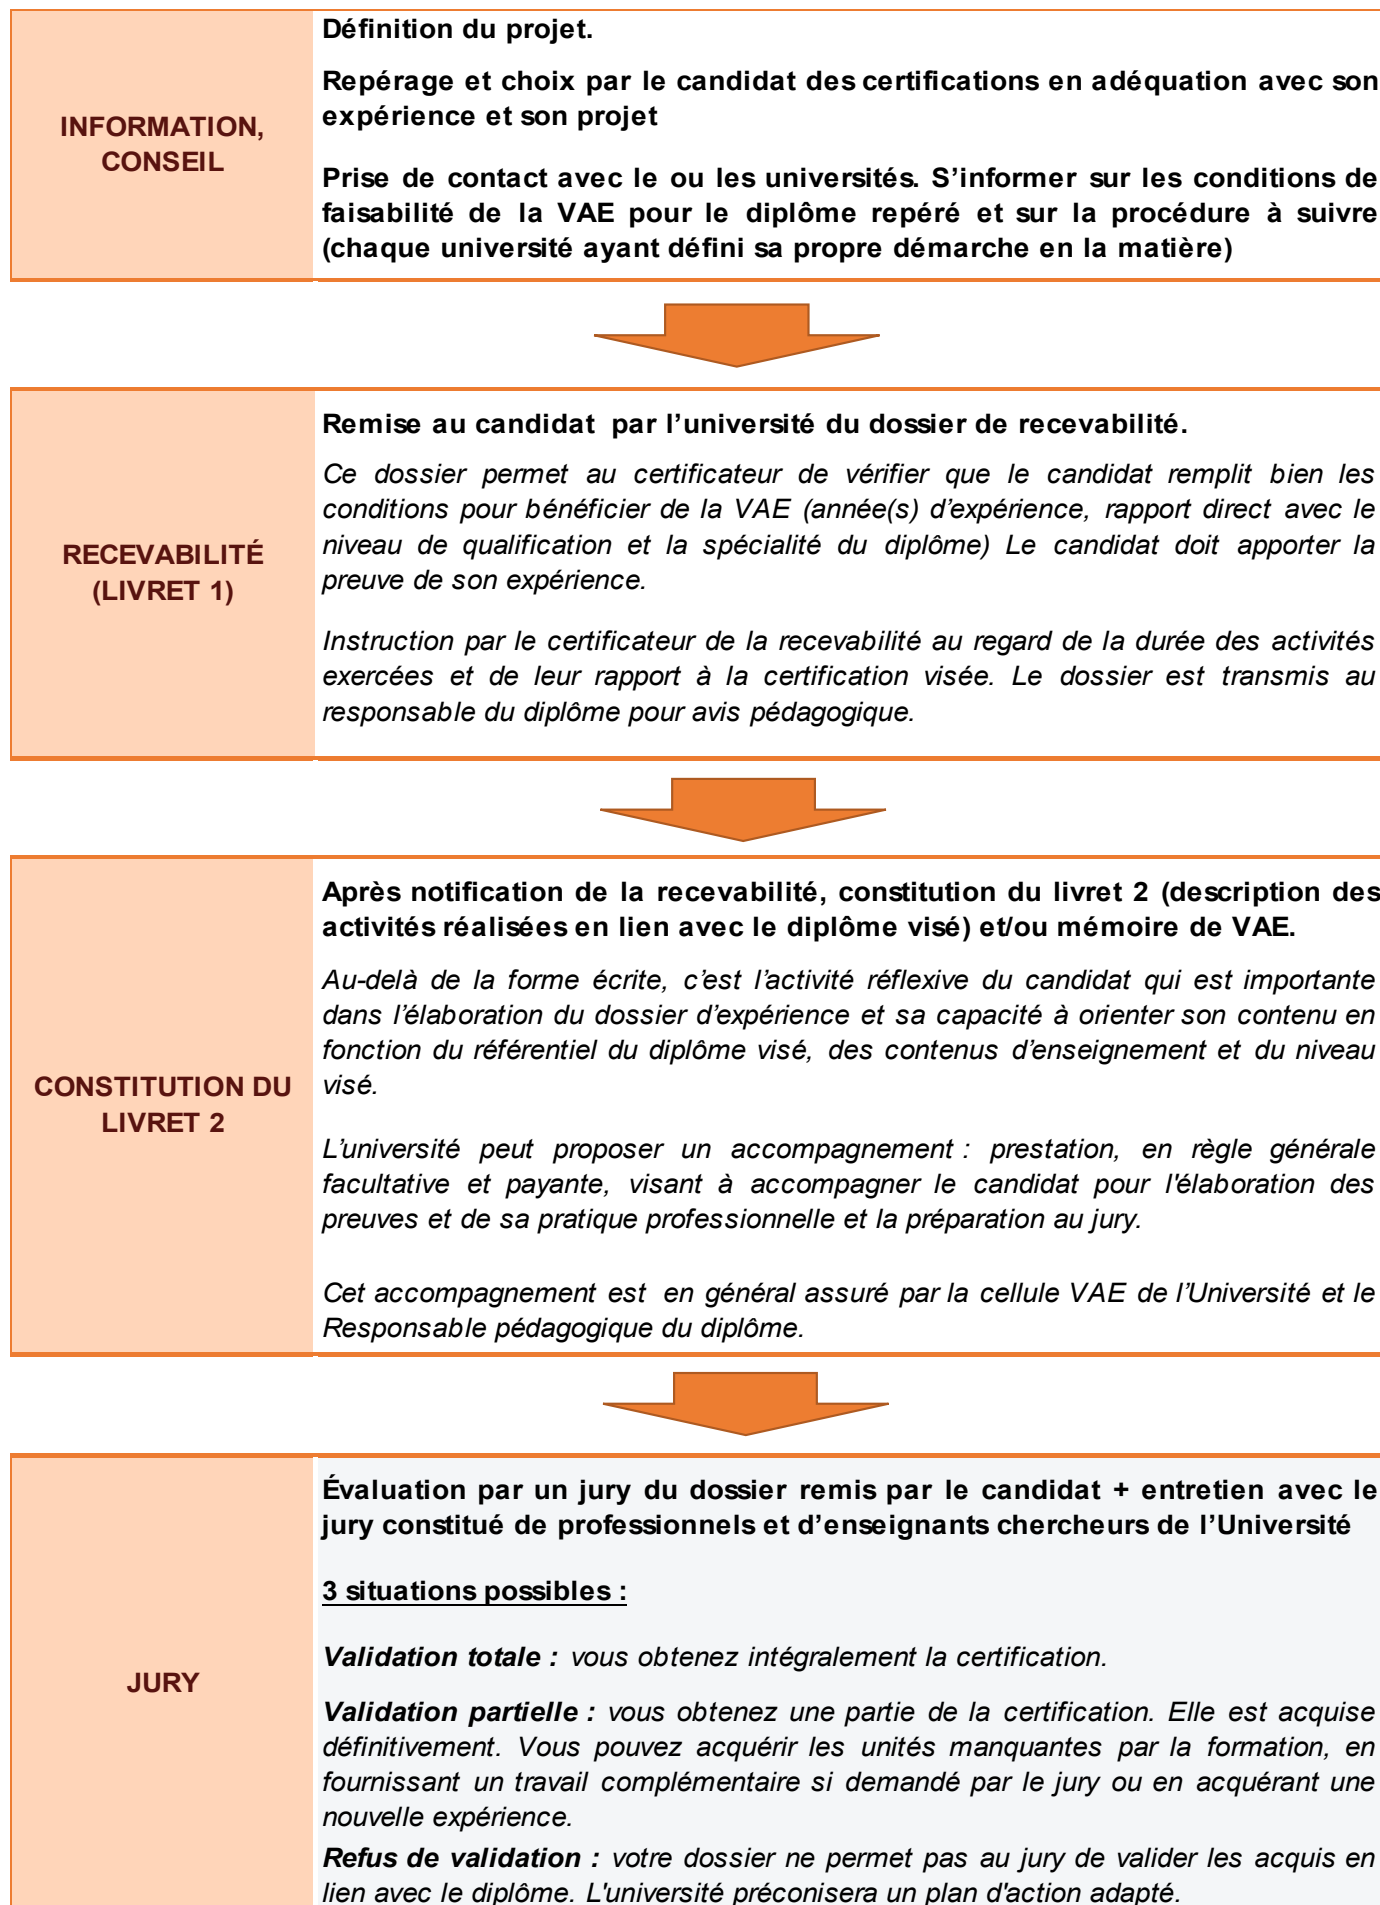 INFORMATION,
CONSEIL
Définition du projet.
Repérage et choix par le candidat des certifications en adéquation avec son
expérience et son projet
Prise de contact avec le ou les universités. S’informer sur les conditions de
faisabilité de la VAE pour le diplôme repéré et sur la procédure à suivre
(chaque université ayant défini sa propre démarche en la matière)
RECEVABILITÉ
(LIVRET 1)
Remise au candidat par l’université du dossier de recevabilité.
Ce dossier permet au certificateur de vérifier que le candidat remplit bien les
conditions pour bénéficier de la VAE (année(s) d’expérience, rapport direct avec le
niveau de qualification et la spécialité du diplôme) Le candidat doit apporter la
preuve de son expérience.
Instruction par le certificateur de la recevabilité au regard de la durée des activités
exercées et de leur rapport à la certification visée. Le dossier est transmis au
responsable du diplôme pour avis pédagogique.
CONSTITUTION DU
LIVRET 2
Après notification de la recevabilité, constitution du livret 2 (description des
activités réalisées en lien avec le diplôme visé) et/ou mémoire de VAE.
Au-delà de la forme écrite, c’est l’activité réflexive du candidat qui est importante
dans l’élaboration du dossier d’expérience et sa capacité à orienter son contenu en
fonction du référentiel du diplôme visé, des contenus d’enseignement et du niveau
visé.
L’université peut proposer un accompagnement : prestation, en règle générale
facultative et payante, visant à accompagner le candidat pour l'élaboration des
preuves et de sa pratique professionnelle et la préparation au jury.
Cet accompagnement est en général assuré par la cellule VAE de l’Université et le
Responsable pédagogique du diplôme.
JURY
Évaluation par un jury du dossier remis par le candidat + entretien avec le
jury constitué de professionnels et d’enseignants chercheurs de l’Université
3 situations possibles :
Validation totale : vous obtenez intégralement la certification.
Validation partielle : vous obtenez une partie de la certification. Elle est acquise
définitivement. Vous pouvez acquérir les unités manquantes par la formation, en
fournissant un travail complémentaire si demandé par le jury ou en acquérant une
nouvelle expérience.
Refus de validation : votre dossier ne permet pas au jury de valider les acquis en
lien avec le diplôme. L'université préconisera un plan d'action adapté.